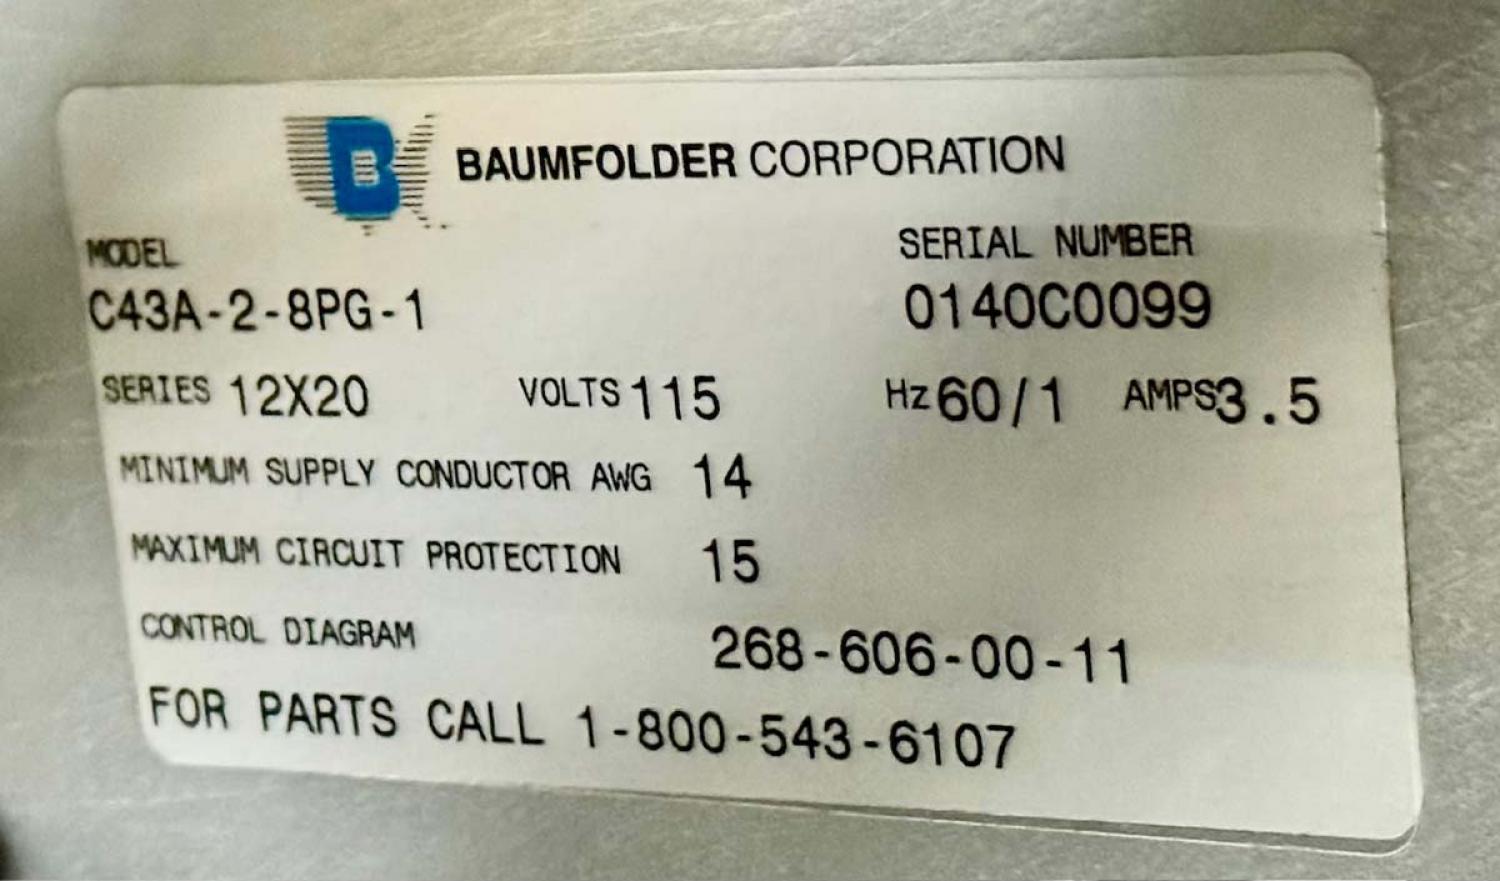 B
BAUMFOLDER CORPORATION
MODEL
C43A-2-8PG-1
SERIAL NUMBER
0140C0099
SERIES 12X20 VOLTS 115 Hz 60/1 AMPS 3.5
MINIMUM SUPPLY CONDUCTOR AWG 14
MAXIMUM CIRCUIT PROTECTION 15
CONTROL DIAGRAM 268-606-00-11
FOR PARTS CALL 1-800-543-6107